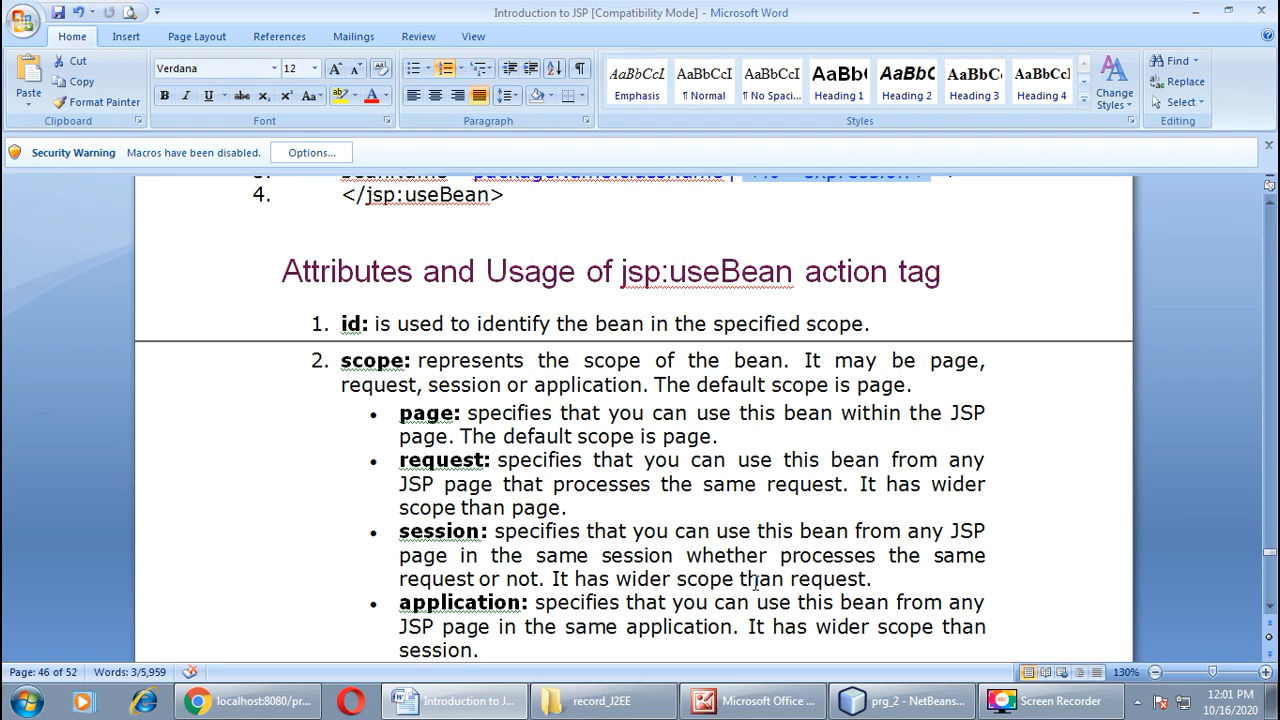 Introduction to JSP [Compatibility Mode] - Microsoft Word
Home Insert Page Layout References Mailings Review View
Paste Cut Copy Format Painter Clipboard
Verdana 12 Font
Paragraph
AaBbCcI Emphasis
AaBbCcI ¶ Normal
AaBbCcI ¶ No Spaci...
AaBb( Heading 1
AaBbC Heading 2
AaBbCc Heading 3
AaBbCc Heading 4
Change Styles Styles
Find Replace Select Editing
Security Warning Macros have been disabled. Options...
4. </jsp:useBean>
Attributes and Usage of jsp:useBean action tag
1. id: is used to identify the bean in the specified scope.
2. scope: represents the scope of the bean. It may be page,
request, session or application. The default scope is page.
• page: specifies that you can use this bean within the JSP
page. The default scope is page.
• request: specifies that you can use this bean from any
JSP page that processes the same request. It has wider
scope than page.
• session: specifies that you can use this bean from any JSP
page in the same session whether processes the same
request or not. It has wider scope than request.
• application: specifies that you can use this bean from any
JSP page in the same application. It has wider scope than
session.
Page: 46 of 52 Words: 3/5,959 130%
localhost:8080/pr... Introduction to J... record_J2EE Microsoft Office ... prg_2 - NetBeans... Screen Recorder
12:01 PM
10/16/2020